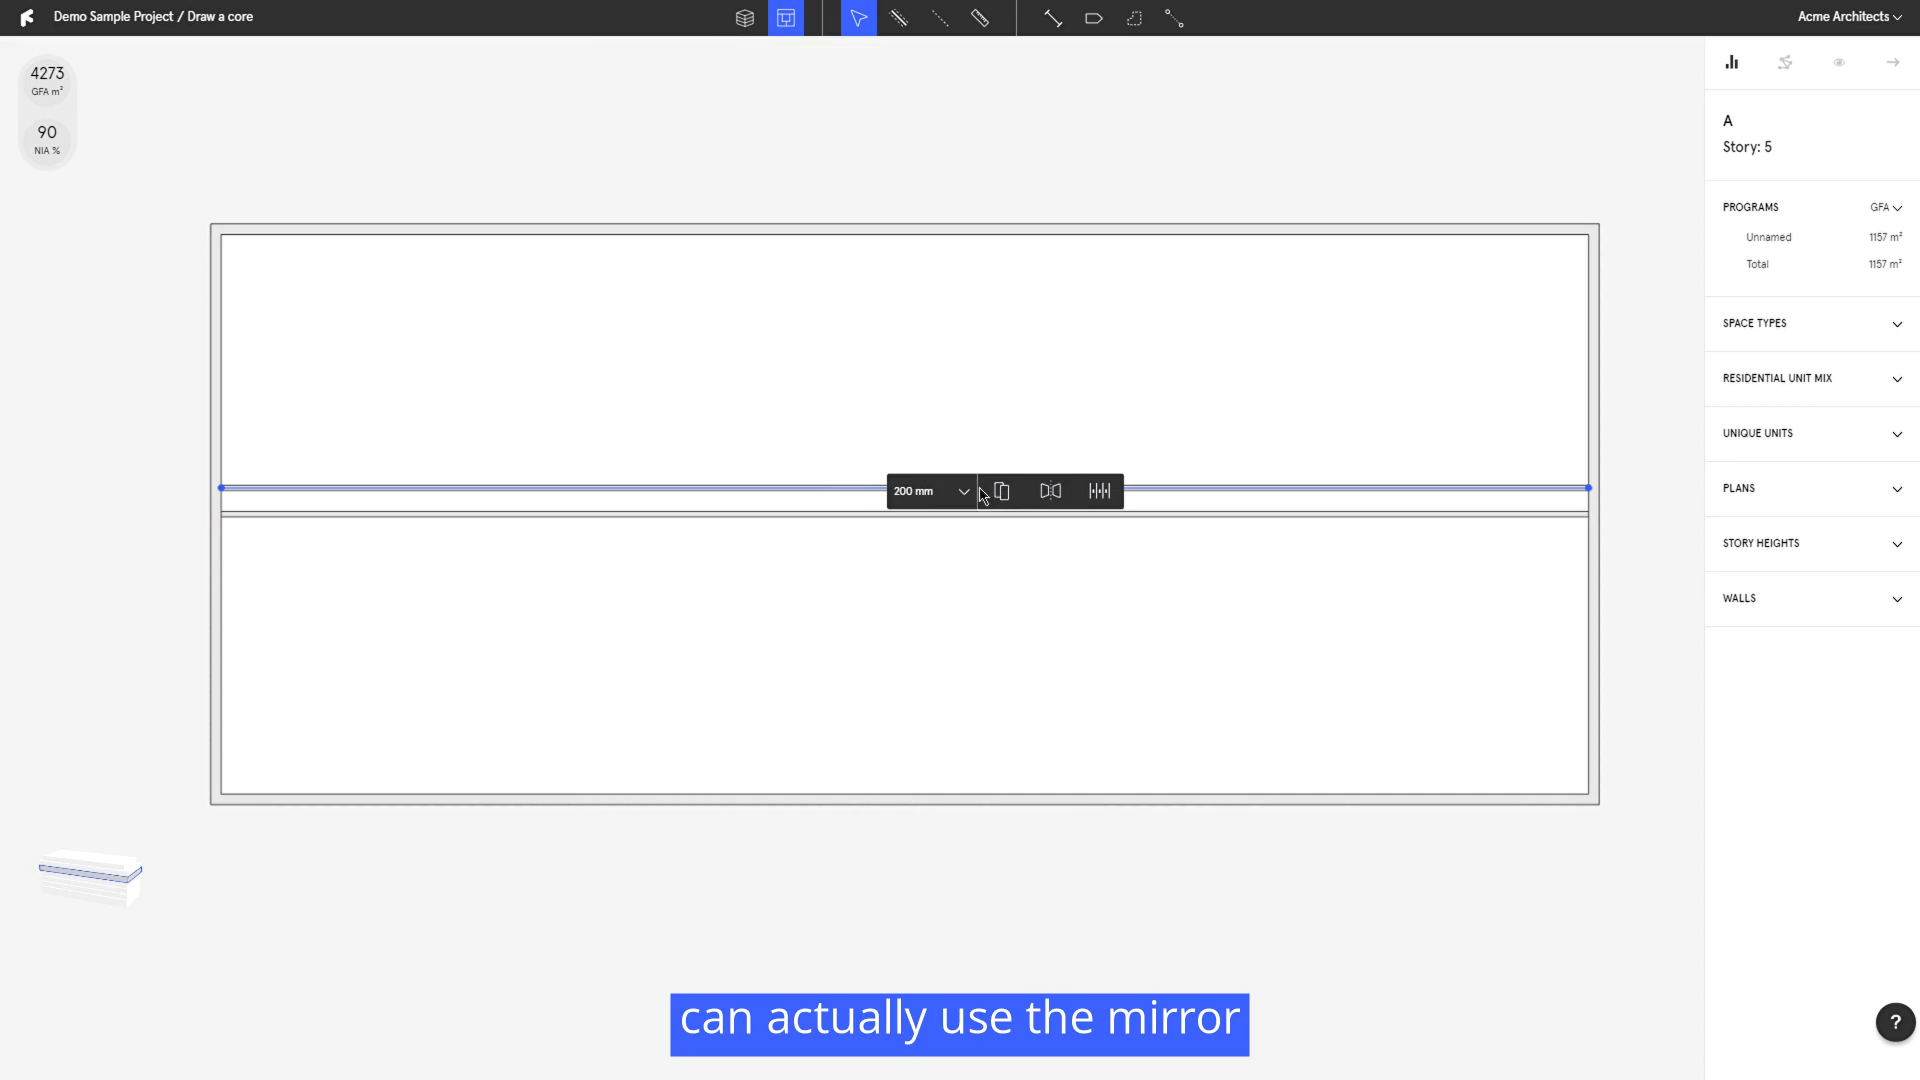 Demo Sample Project / Draw a core
Acme Architects
4273
GFA m²
90
NIA %
A
Story: 5
PROGRAMS GFA
Unnamed 1157 m²
Total 1157 m²
SPACE TYPES
RESIDENTIAL UNIT MIX
UNIQUE UNITS
PLANS
STORY HEIGHTS
WALLS
200 mm
can actually use the mirror
?